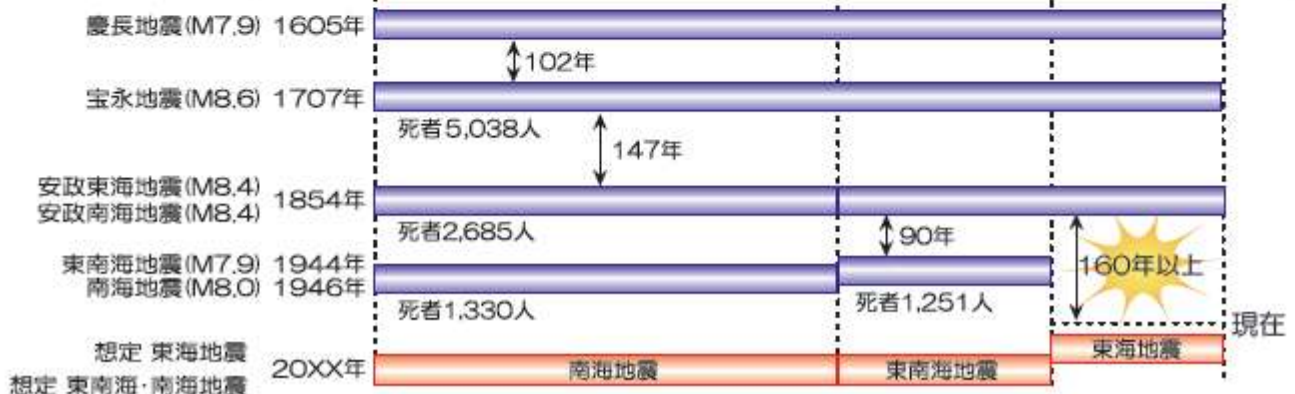 慶長地震(M7.9) 1605年
102年
宝永地震(M8.6) 1707年
死者5,038人
147年
安政東海地震(M8.4)
安政南海地震(M8.4)
1854年
死者2,685人
90年
160年以上
東南海地震(M7.9) 1944年
南海地震(M8.0) 1946年
死者1,330人
死者1,251人
現在
想定 東海地震
想定 東南海・南海地震
20XX年
南海地震
東南海地震
東海地震